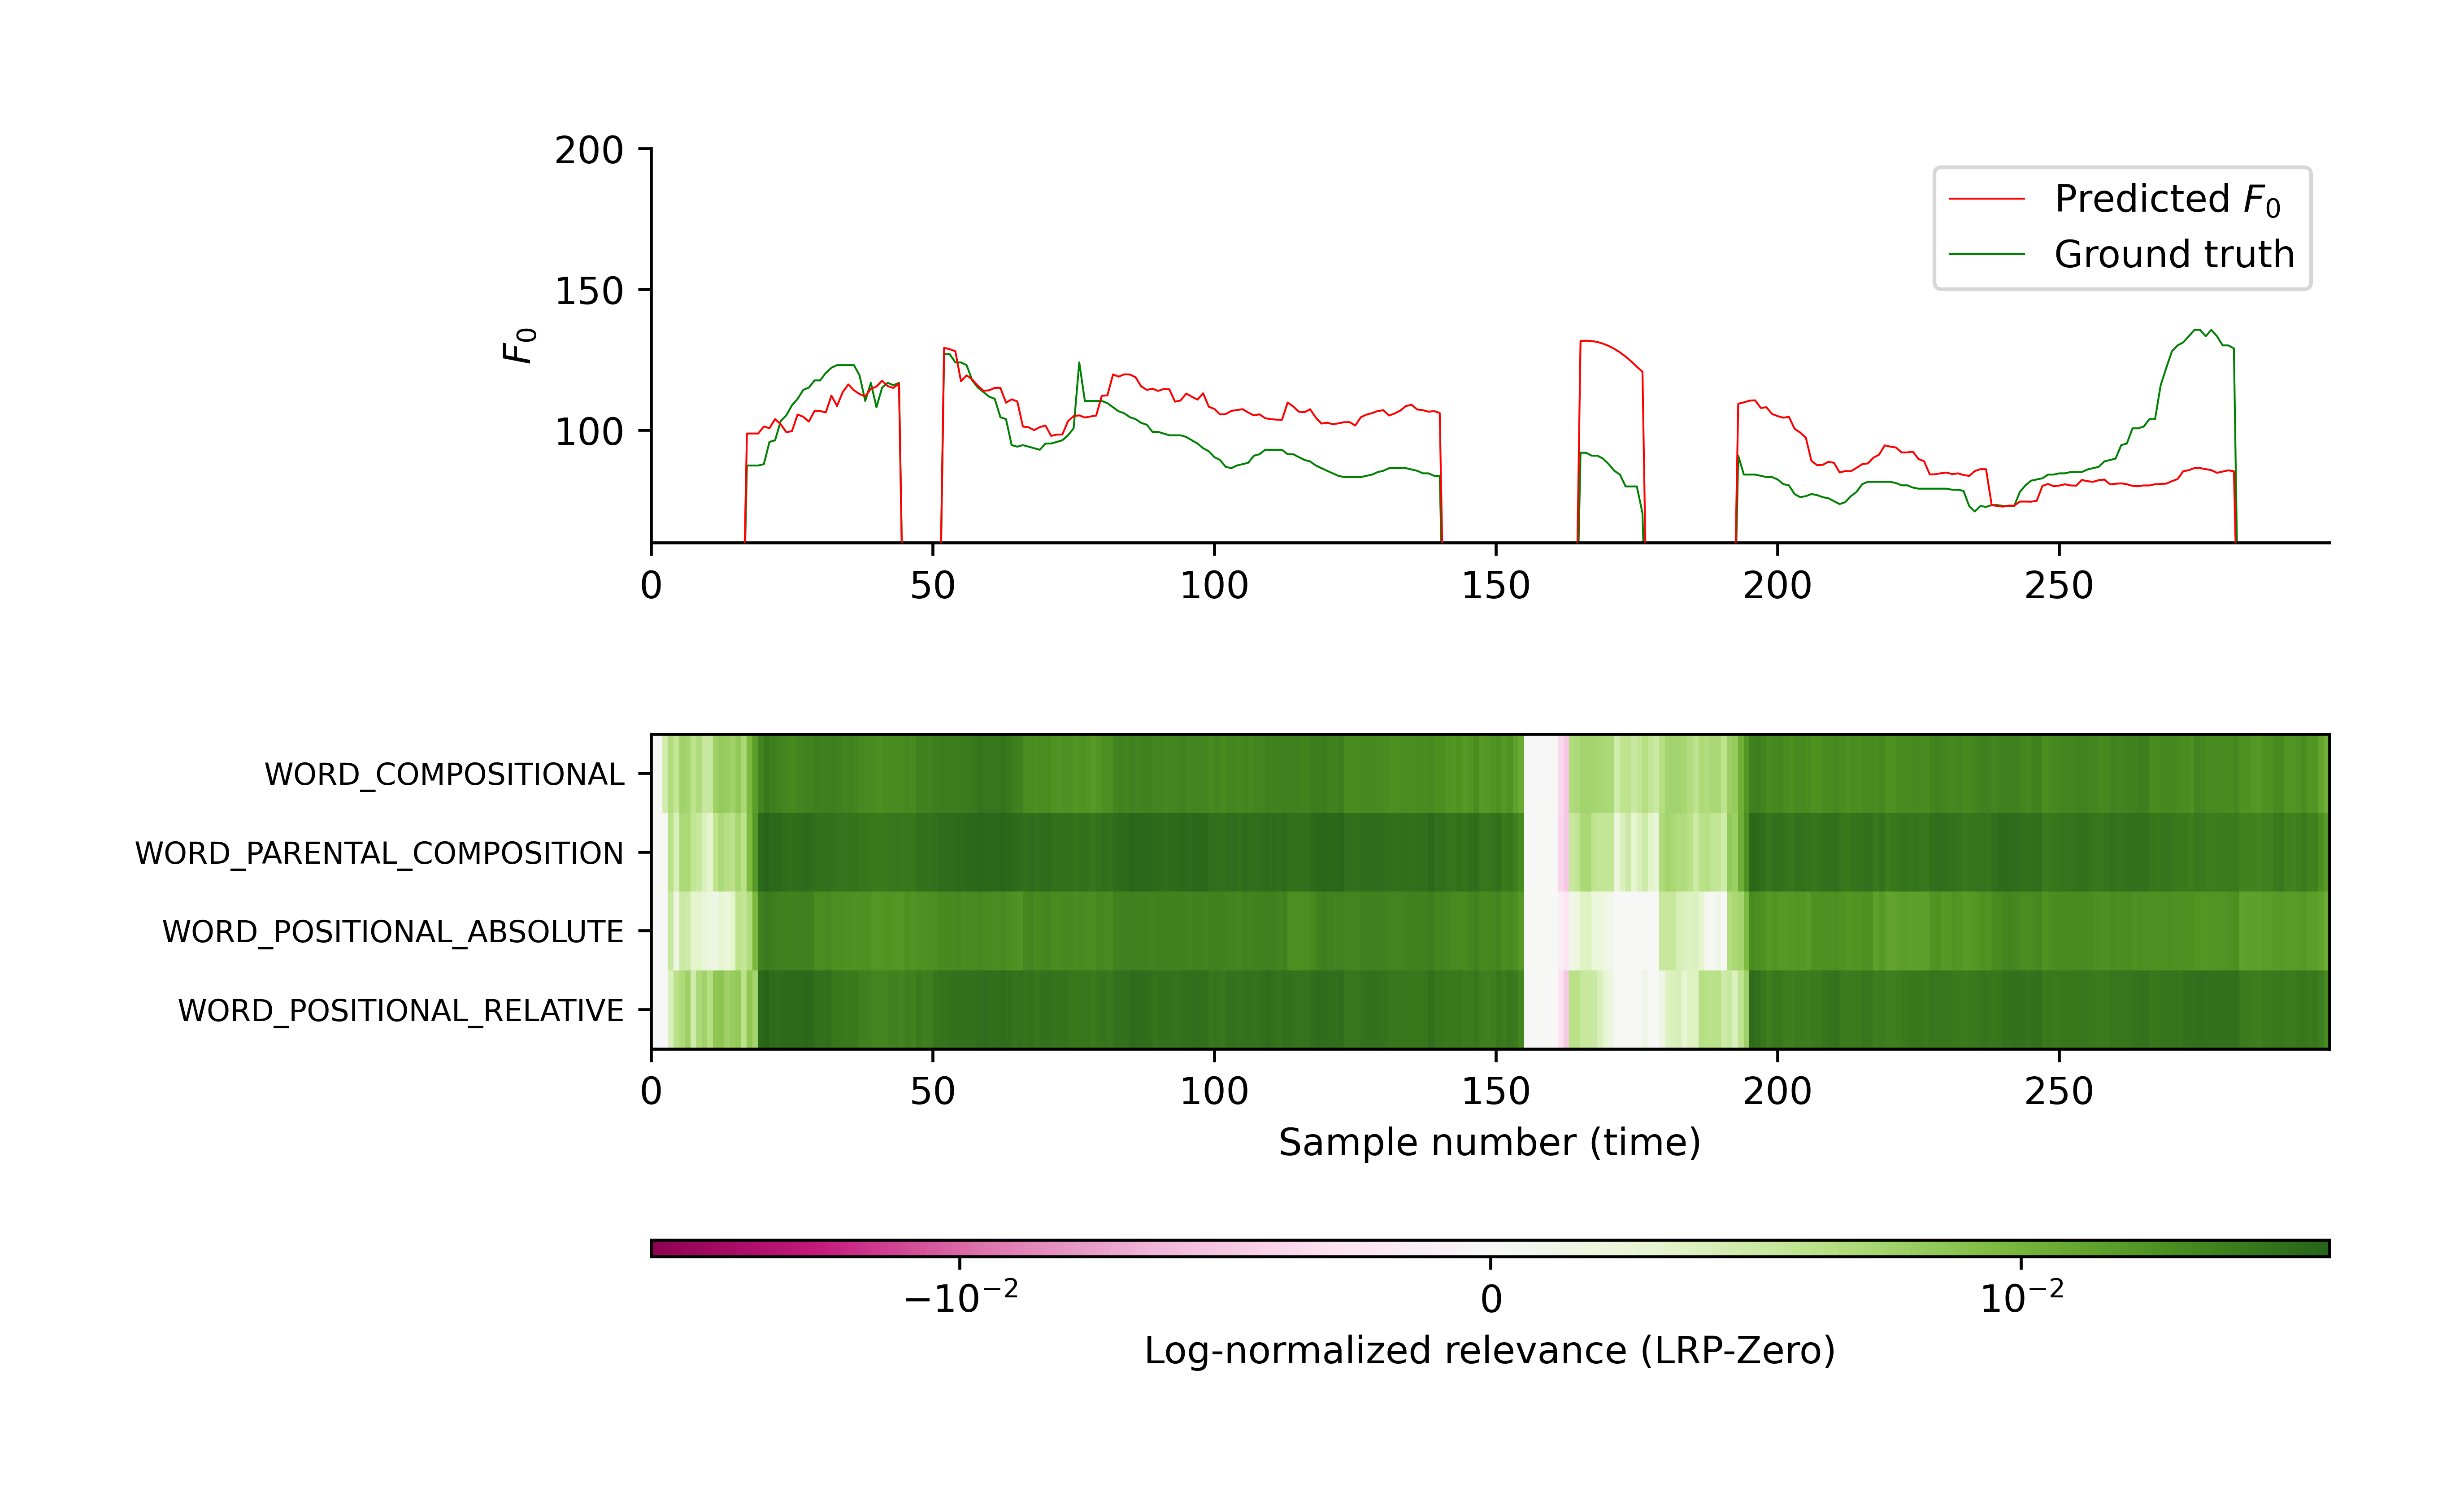 200
150
100
F₀
Predicted F₀
Ground truth
0 50 100 150 200 250
WORD_COMPOSITIONAL
WORD_PARENTAL_COMPOSITION
WORD_POSITIONAL_ABSOLUTE
WORD_POSITIONAL_RELATIVE
0 50 100 150 200 250
Sample number (time)
−10⁻² 0 10⁻²
Log-normalized relevance (LRP-Zero)